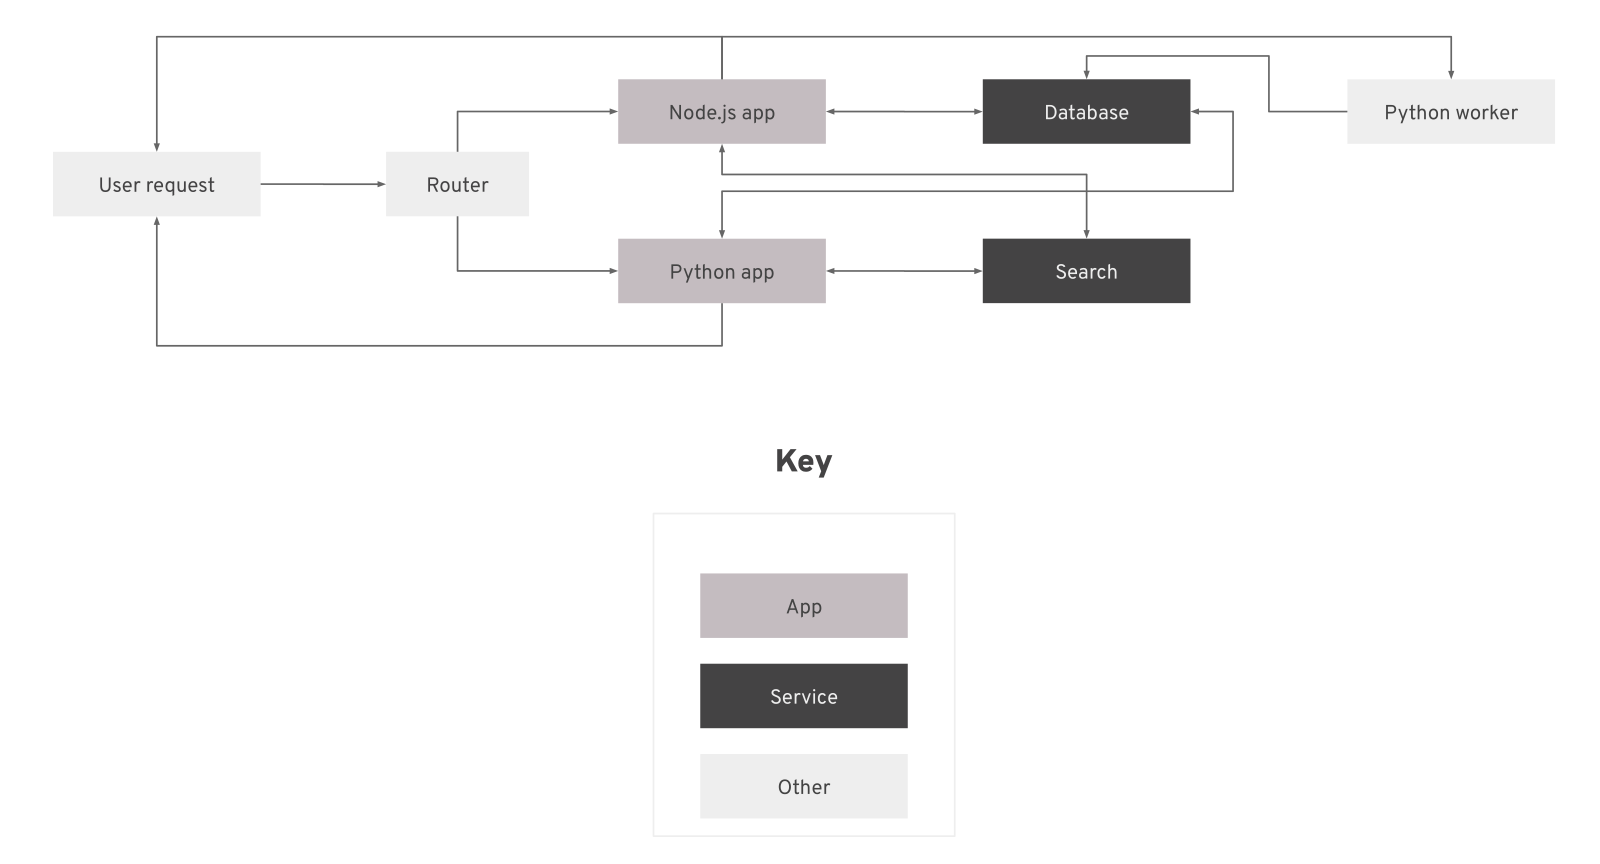 Node.js app
Database
Python worker
User request
Router
Python app
Search
Key
App
Service
Other